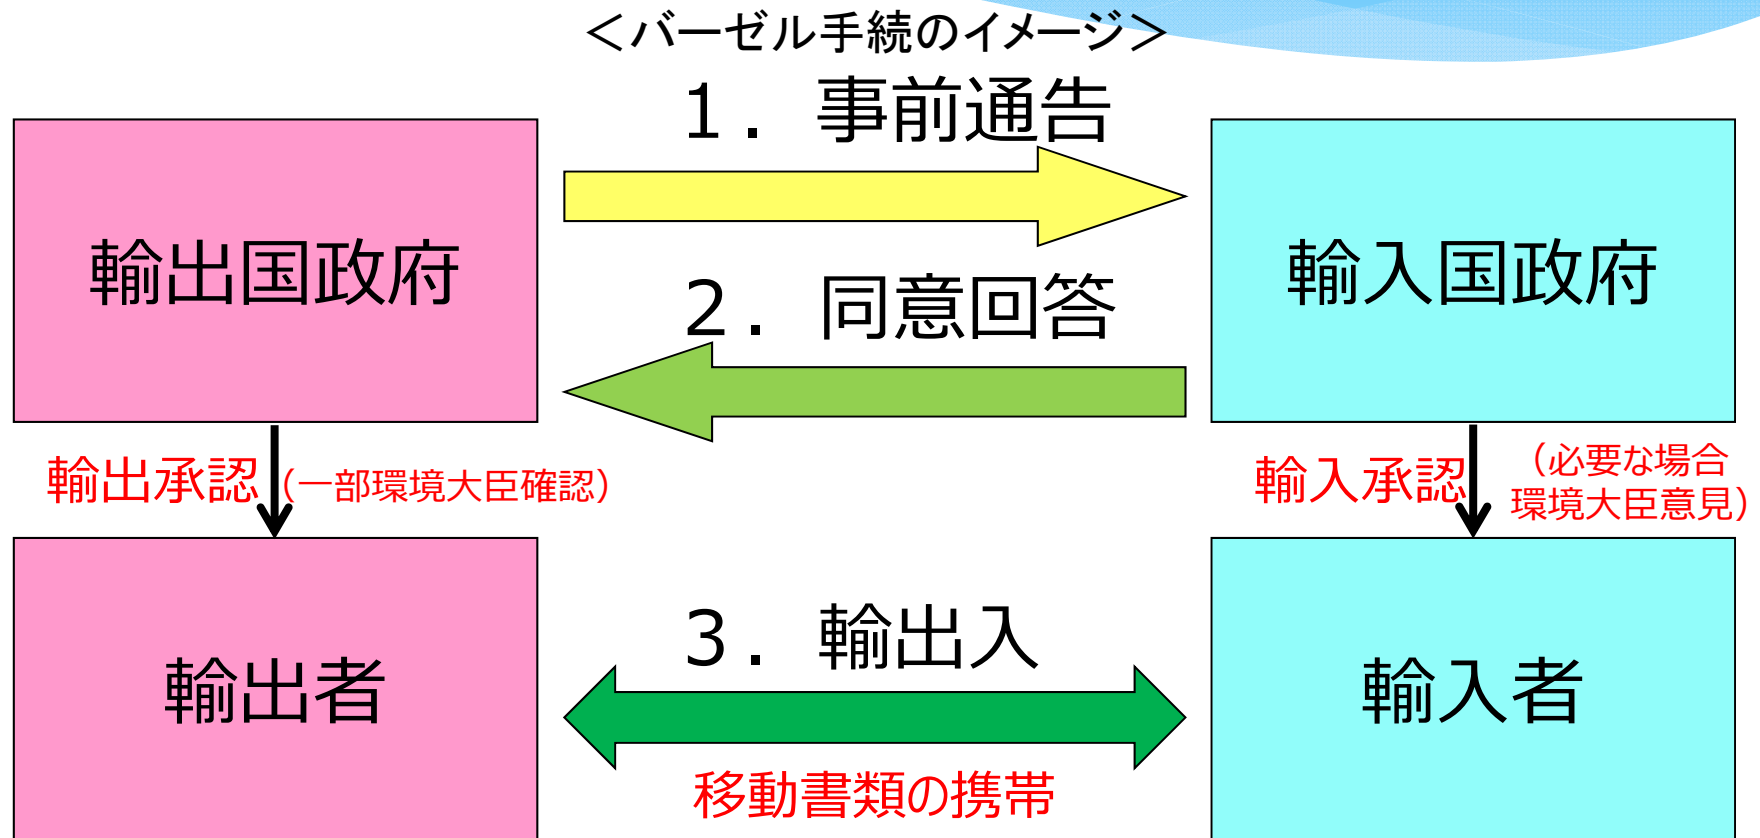 ＜バーゼル手続のイメージ＞
１．事前通告
輸出国政府
輸入国政府
２．同意回答
輸出承認（一部環境大臣確認）
輸入承認
（必要な場合
環境大臣意見）
３．輸出入
輸出者
輸入者
移動書類の携帯